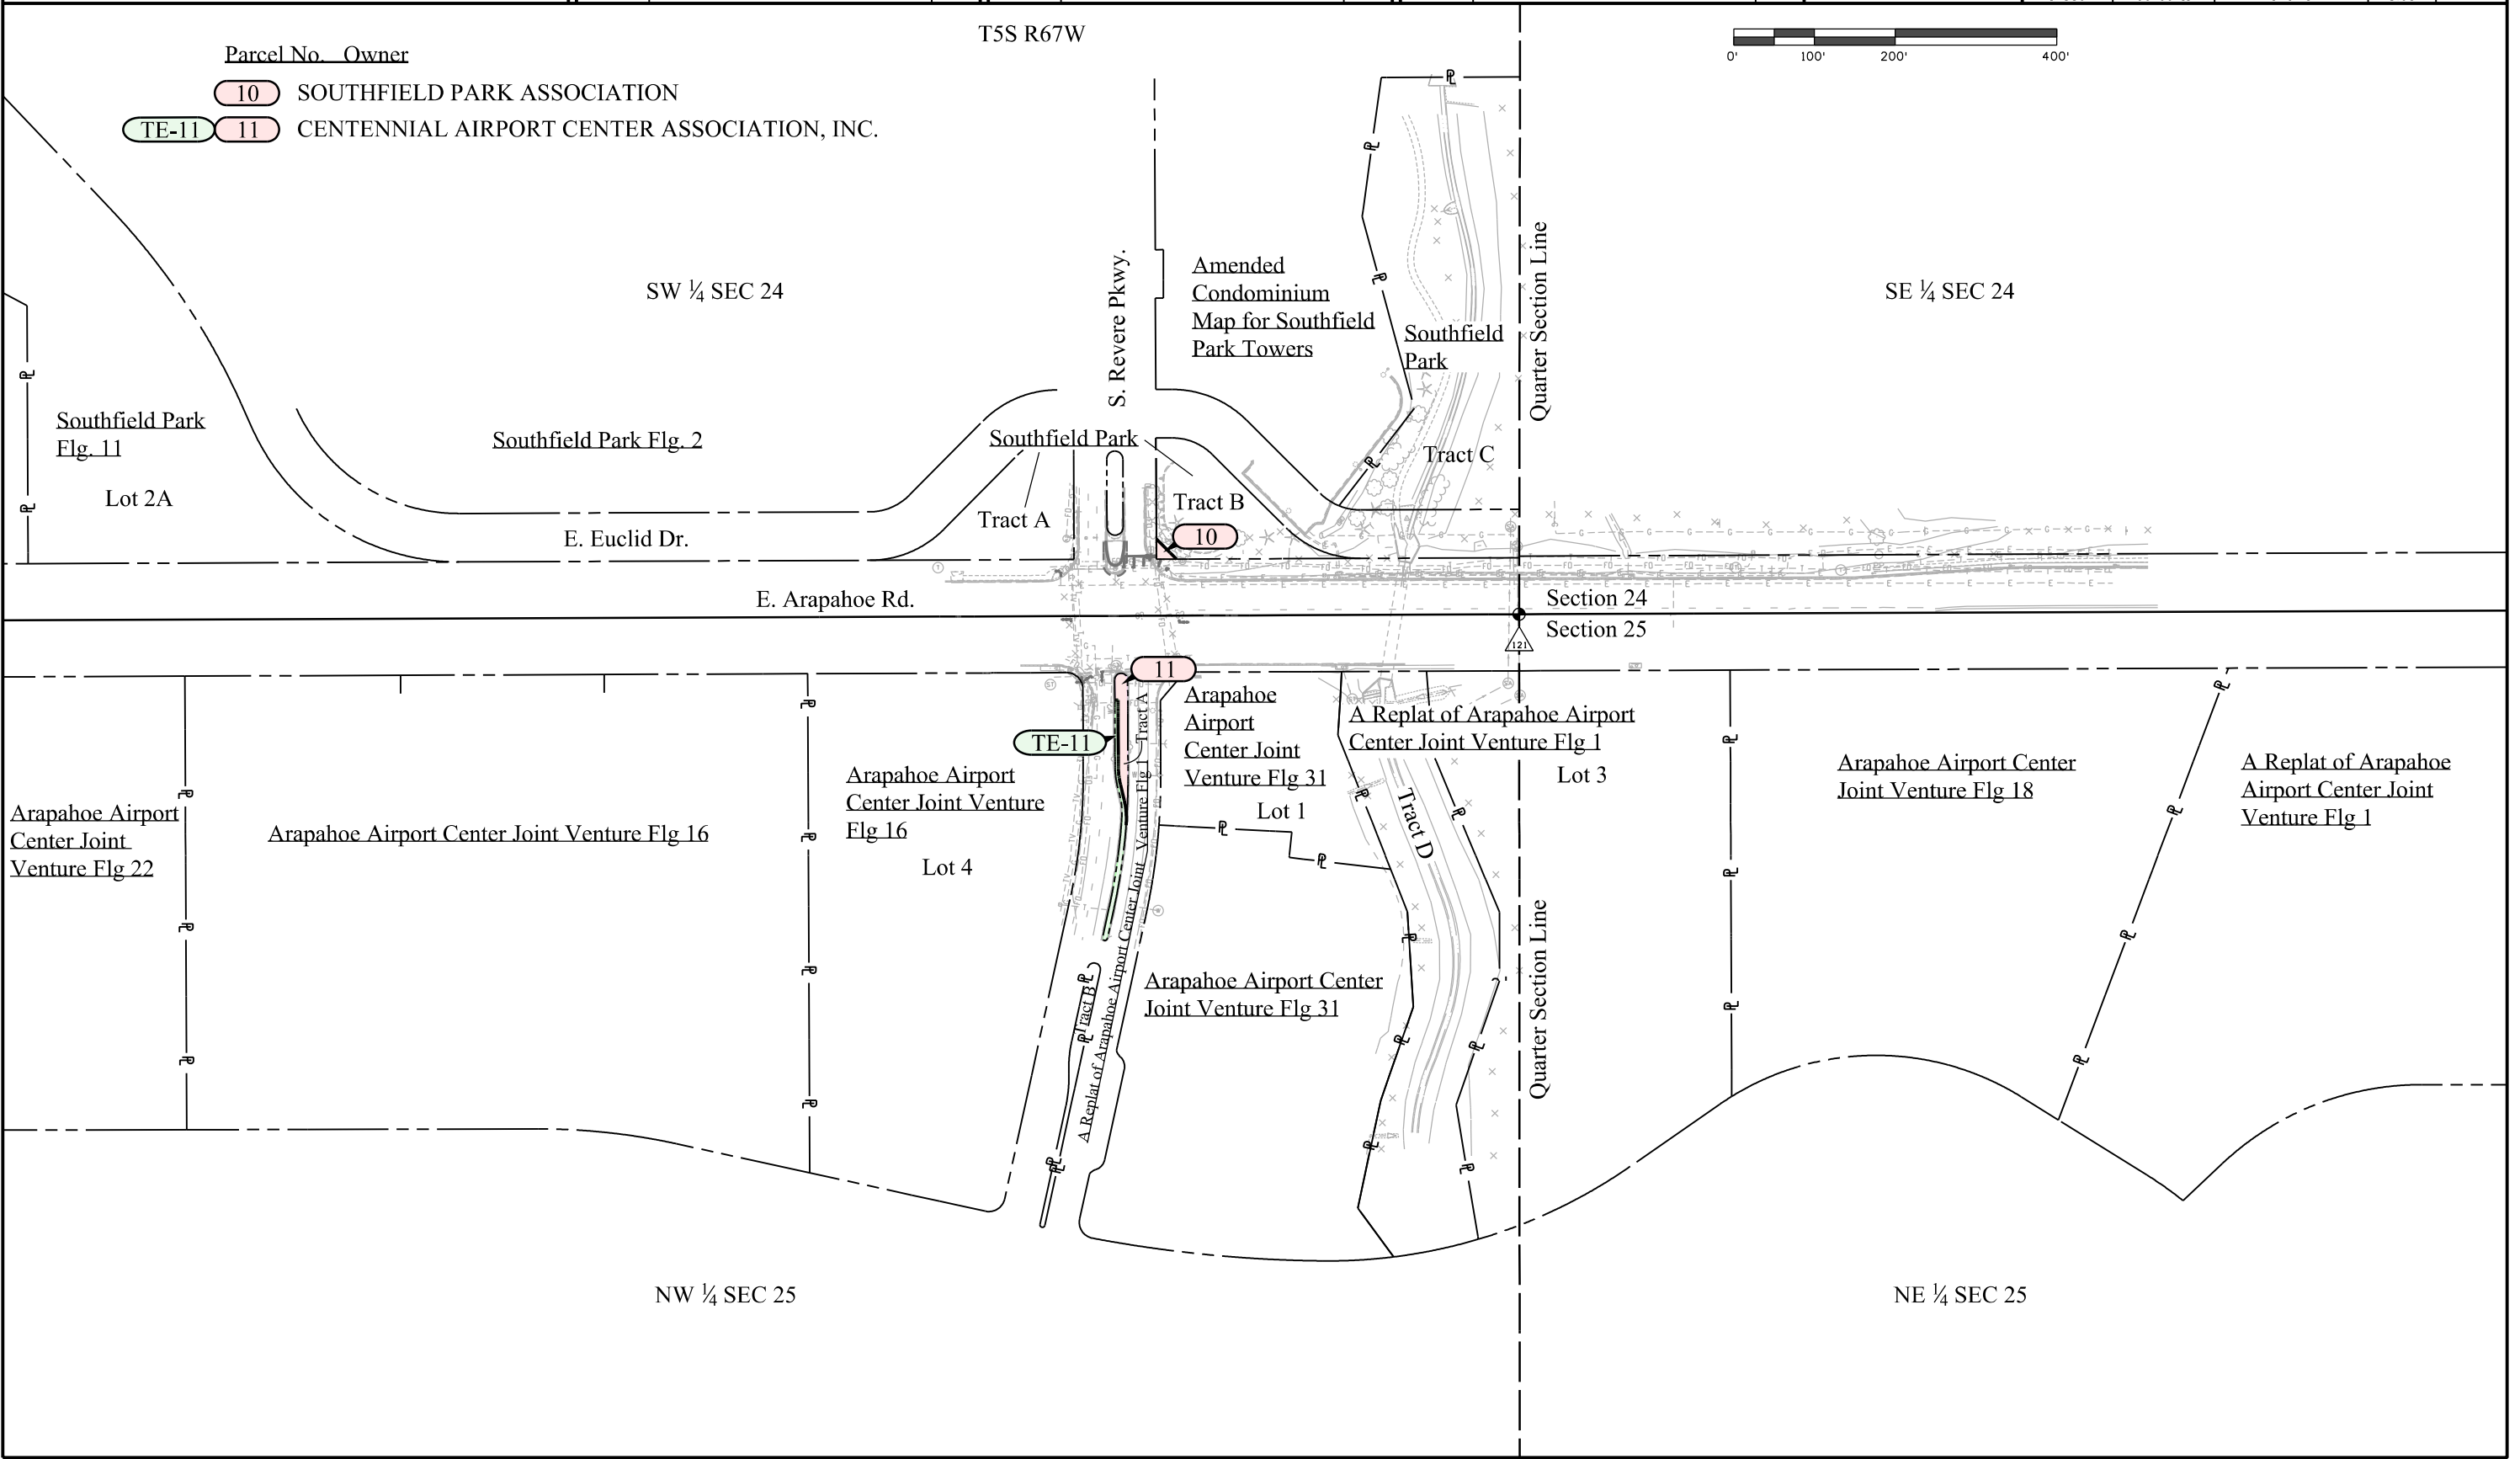 T5S R67W
Parcel No. Owner
10 SOUTHFIELD PARK ASSOCIATION
TE-11 11 CENTENNIAL AIRPORT CENTER ASSOCIATION, INC.
0' 100' 200' 400'
SW ¼ SEC 24
SE ¼ SEC 24
S. Revere Pkwy.
Amended
Condominium
Map for Southfield
Park Towers
Southfield
Park
Quarter Section Line
Southfield Park
Flg. 11
Lot 2A
Southfield Park Flg. 2
Southfield Park
Tract A
Tract B
Tract C
10
E. Euclid Dr.
E. Arapahoe Rd.
Section 24
Section 25
121
11
TE-11
Tract A
A Replat of Arapahoe Airport Center Joint Venture Flg 1
Tract B
Arapahoe Airport
Center Joint
Venture Flg 22
Arapahoe Airport Center Joint Venture Flg 16
Arapahoe Airport
Center Joint Venture
Flg 16
Lot 4
Arapahoe
Airport
Center Joint
Venture Flg 31
Lot 1
A Replat of Arapahoe Airport
Center Joint Venture Flg 1
Lot 3
Tract D
Arapahoe Airport Center
Joint Venture Flg 18
A Replat of Arapahoe
Airport Center Joint
Venture Flg 1
Arapahoe Airport Center
Joint Venture Flg 31
Quarter Section Line
NW ¼ SEC 25
NE ¼ SEC 25